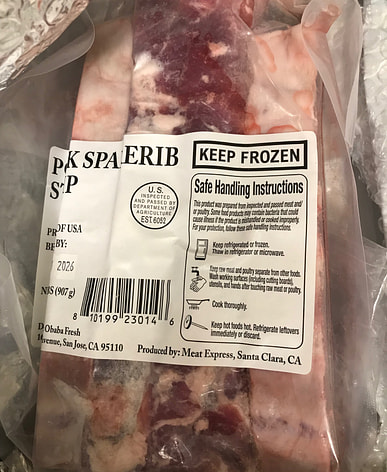 P K SPA ERIB
S P
KEEP FROZEN
Safe Handling Instructions
This product was prepared from inspected and passed meat and/
or poultry. Some food products may contain bacteria that could
cause illness if the product is mishandled or cooked improperly.
For your protection, follow these safe handling instructions.
U.S.
INSPECTED
AND PASSED BY
DEPARTMENT OF
AGRICULTURE
EST.6062
PR OF USA
BE BY:
2026
Keep refrigerated or frozen.
Thaw in refrigerator or microwave.
Keep raw meat and poultry separate from other foods.
Wash working surfaces (including cutting boards),
utensils, and hands after touching raw meat or poultry.
Cook thoroughly.
Keep hot foods hot. Refrigerate leftovers
immediately or discard.
BS (907 g)
8 10199 23014 6
D Obaba Fresh
venue, San Jose, CA 95110
Produced by: Meat Express, Santa Clara, CA